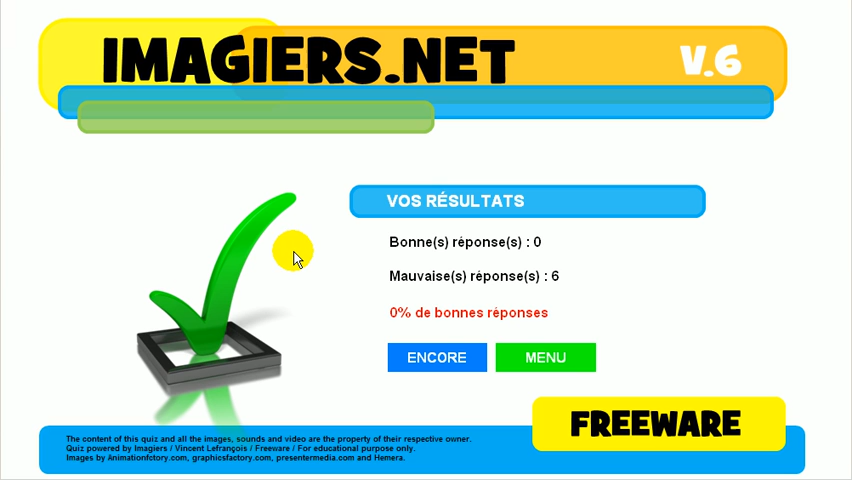 IMAGIERS.NET
V.6
VOS RÉSULTATS
Bonne(s) réponse(s) : 0
Mauvaise(s) réponse(s) : 6
0% de bonnes réponses
ENCORE
MENU
FREEWARE
The content of this quiz and all the images, sounds and video are the property of their respective owner.
Quiz powered by Imagiers / Vincent Lefrançois / Freeware / For educational purpose only.
Images by Animationfctory.com, graphicsfactory.com, presentermedia.com and Hemera.